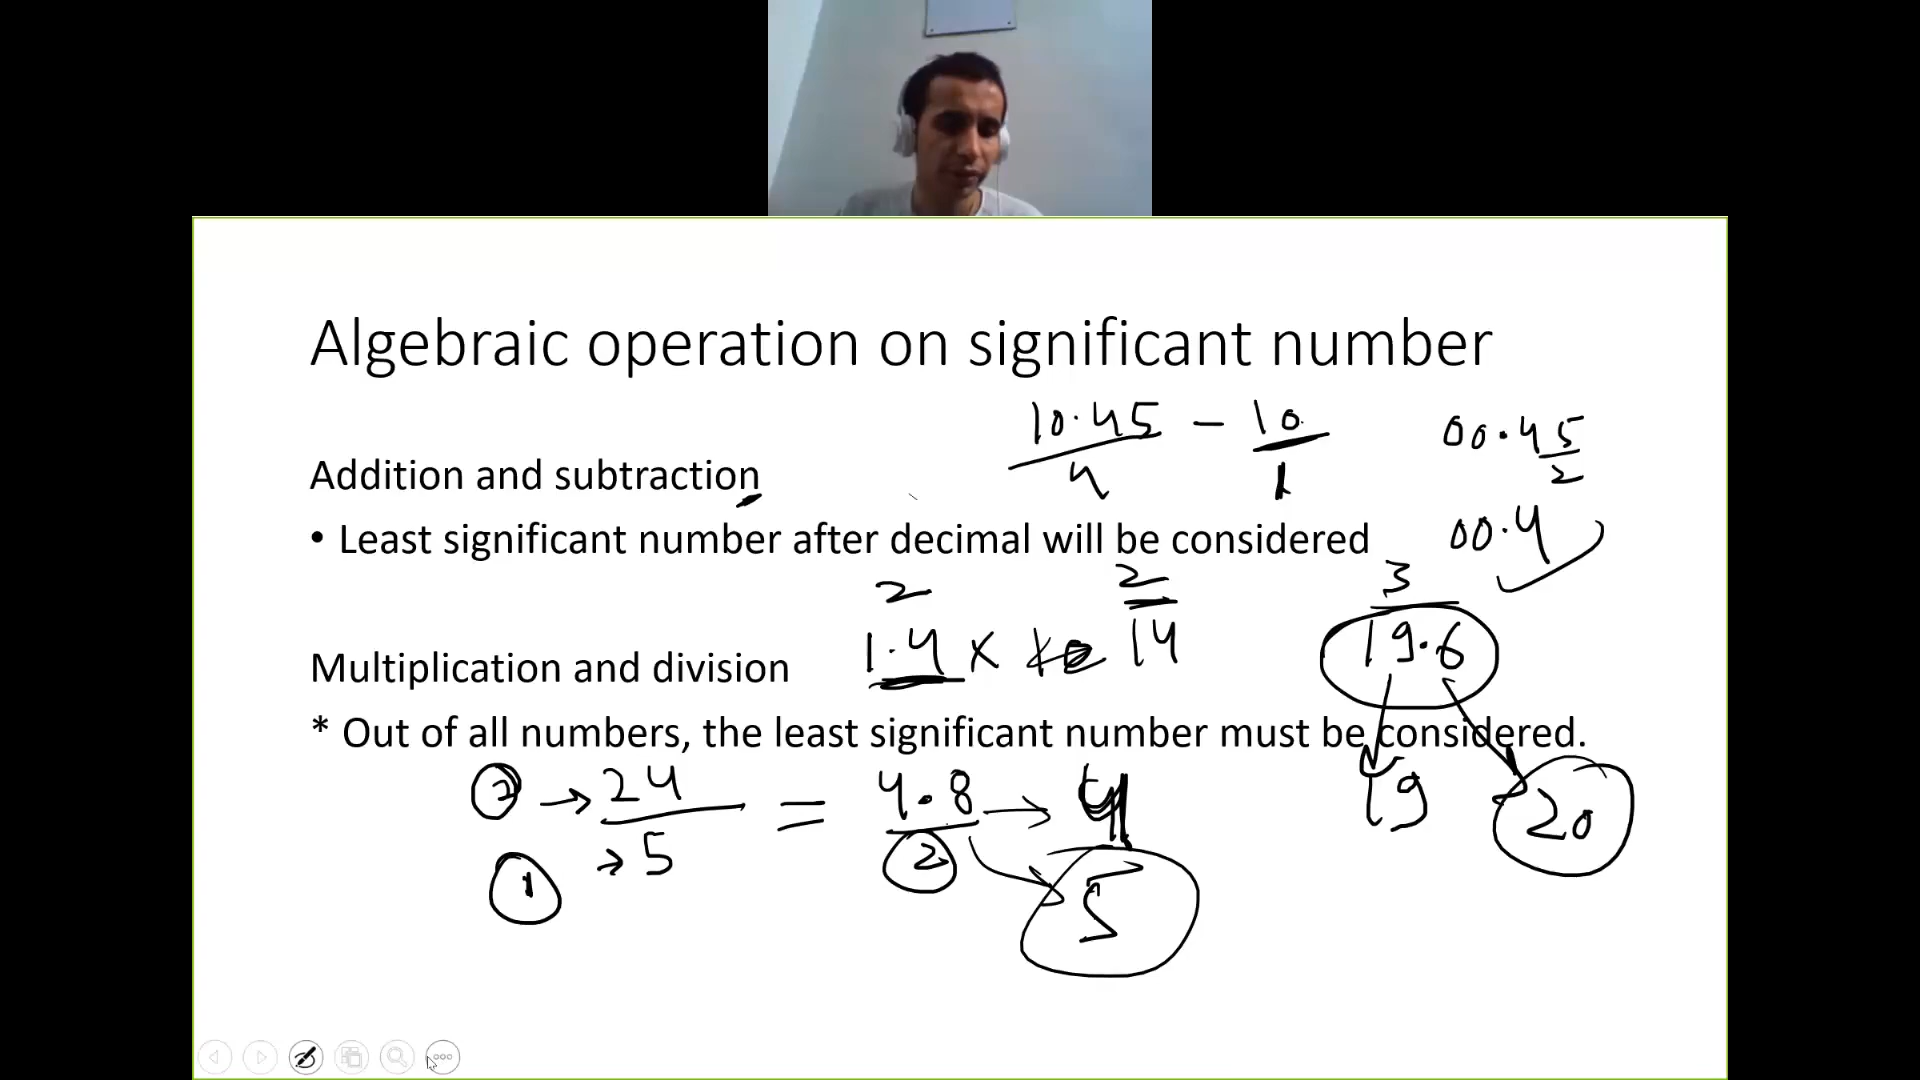 Algebraic operation on significant number
10.45 - 10
4 1
00.45
2
Addition and subtraction
• Least significant number after decimal will be considered
00.4
2 2 3
1.4 x 14 19.6
Multiplication and division
* Out of all numbers, the least significant number must be considered.
2 → 24 = 4.8 → 4 19 20
1 → 5 2 5